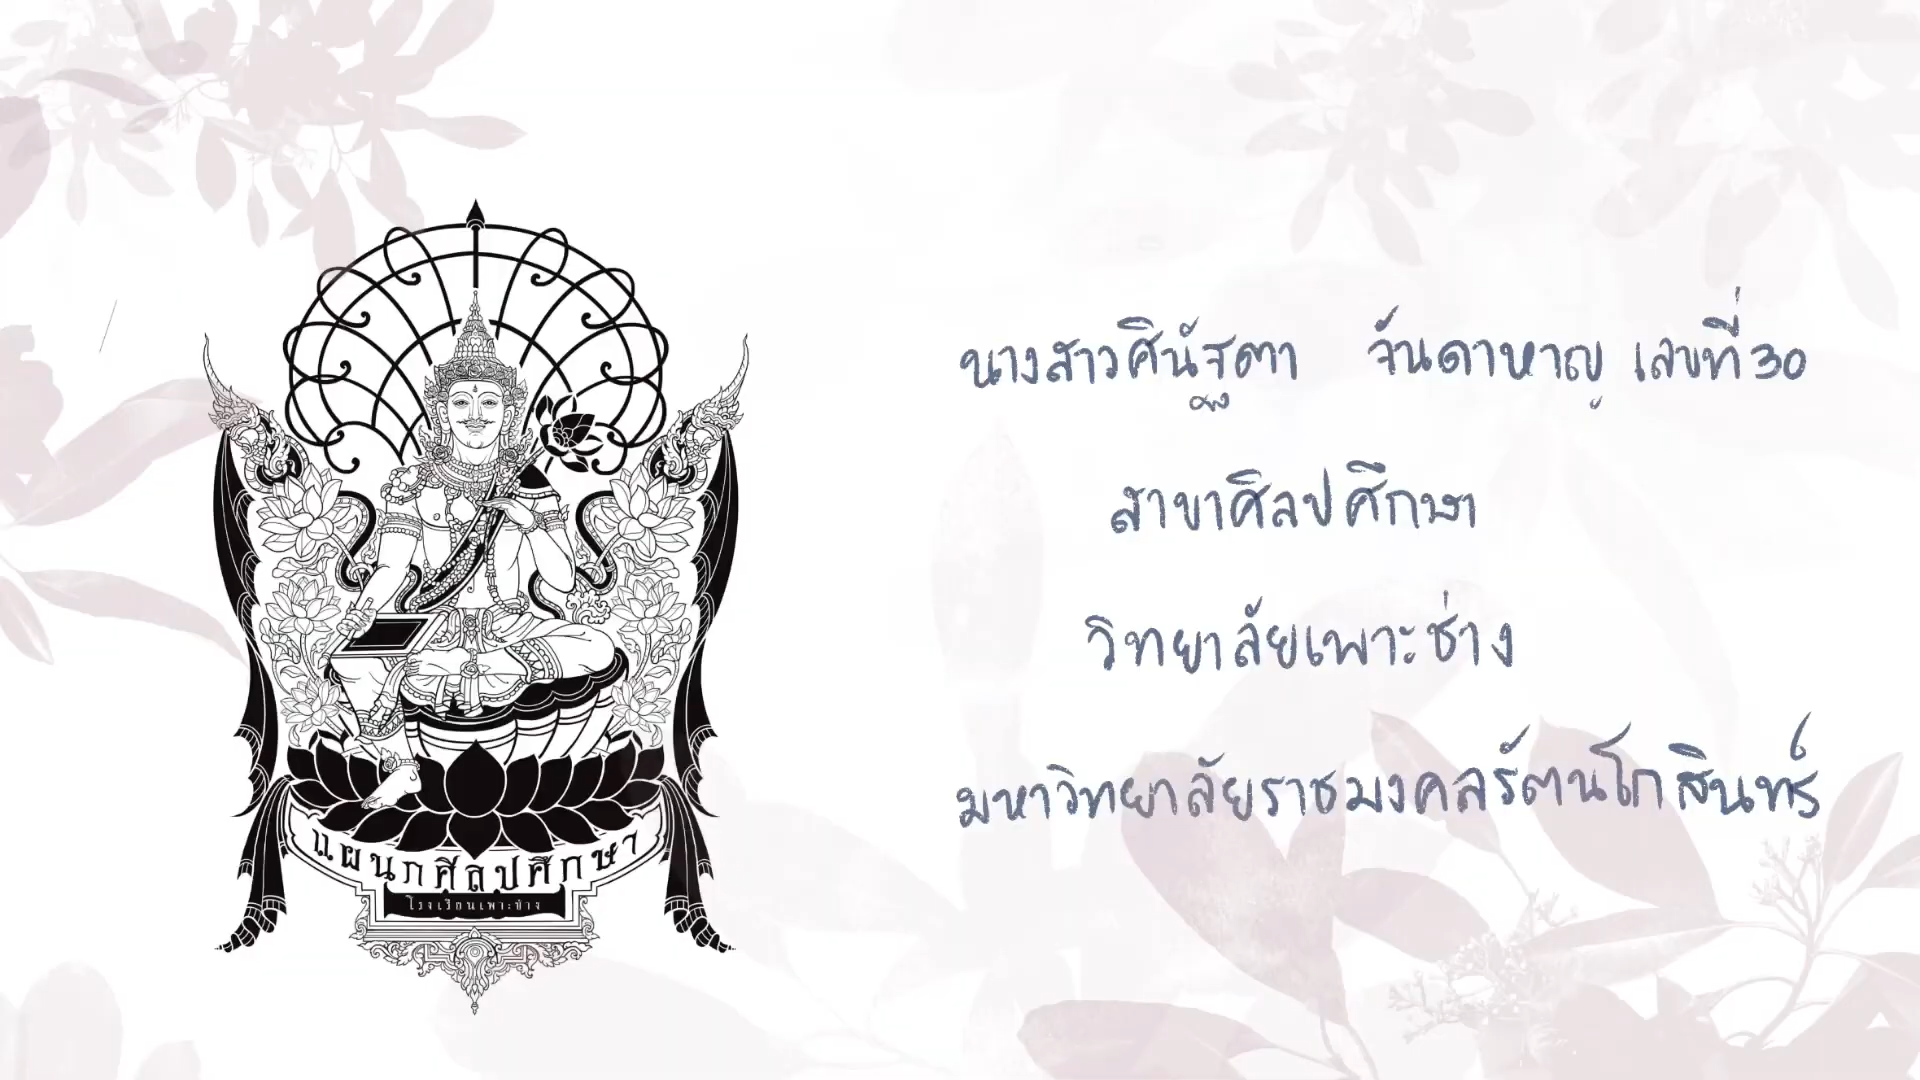 แผนกศิลปศึกษา
โรงเรียนเพาะช่าง
นางสาวศินัฐตา จันดาหาญ เลขที่ 30
สาขาศิลปศึกษา
วิทยาลัยเพาะช่าง
มหาวิทยาลัยราชมงคลรัตนโกสินทร์